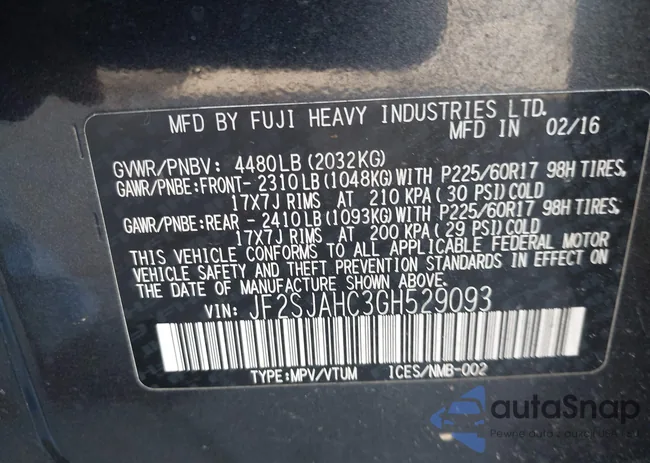 MFD BY FUJI HEAVY INDUSTRIES LTD.
MFD IN 02/16
GVWR/PNBV: 4480LB (2032KG)
GAWR/PNBE:FRONT- 2310LB (1048KG) WITH P225/60R17 98H TIRES,
17X7J RIMS AT 210 KPA (30 PSI) COLD
GAWR/PNBE:REAR - 2410LB (1093KG) WITH P225/60R17 98H TIRES,
17X7J RIMS AT 200 KPA (29 PSI) COLD
THIS VEHICLE CONFORMS TO ALL APPLICABLE FEDERAL MOTOR
VEHICLE SAFETY AND THEFT PREVENTION STANDARDS IN EFFECT ON
THE DATE OF MANUFACTURE SHOWN ABOVE.
VIN: JF2SJAHC3GH529093
TYPE:MPV/VTUM ICES/NMB-002
autoSnap